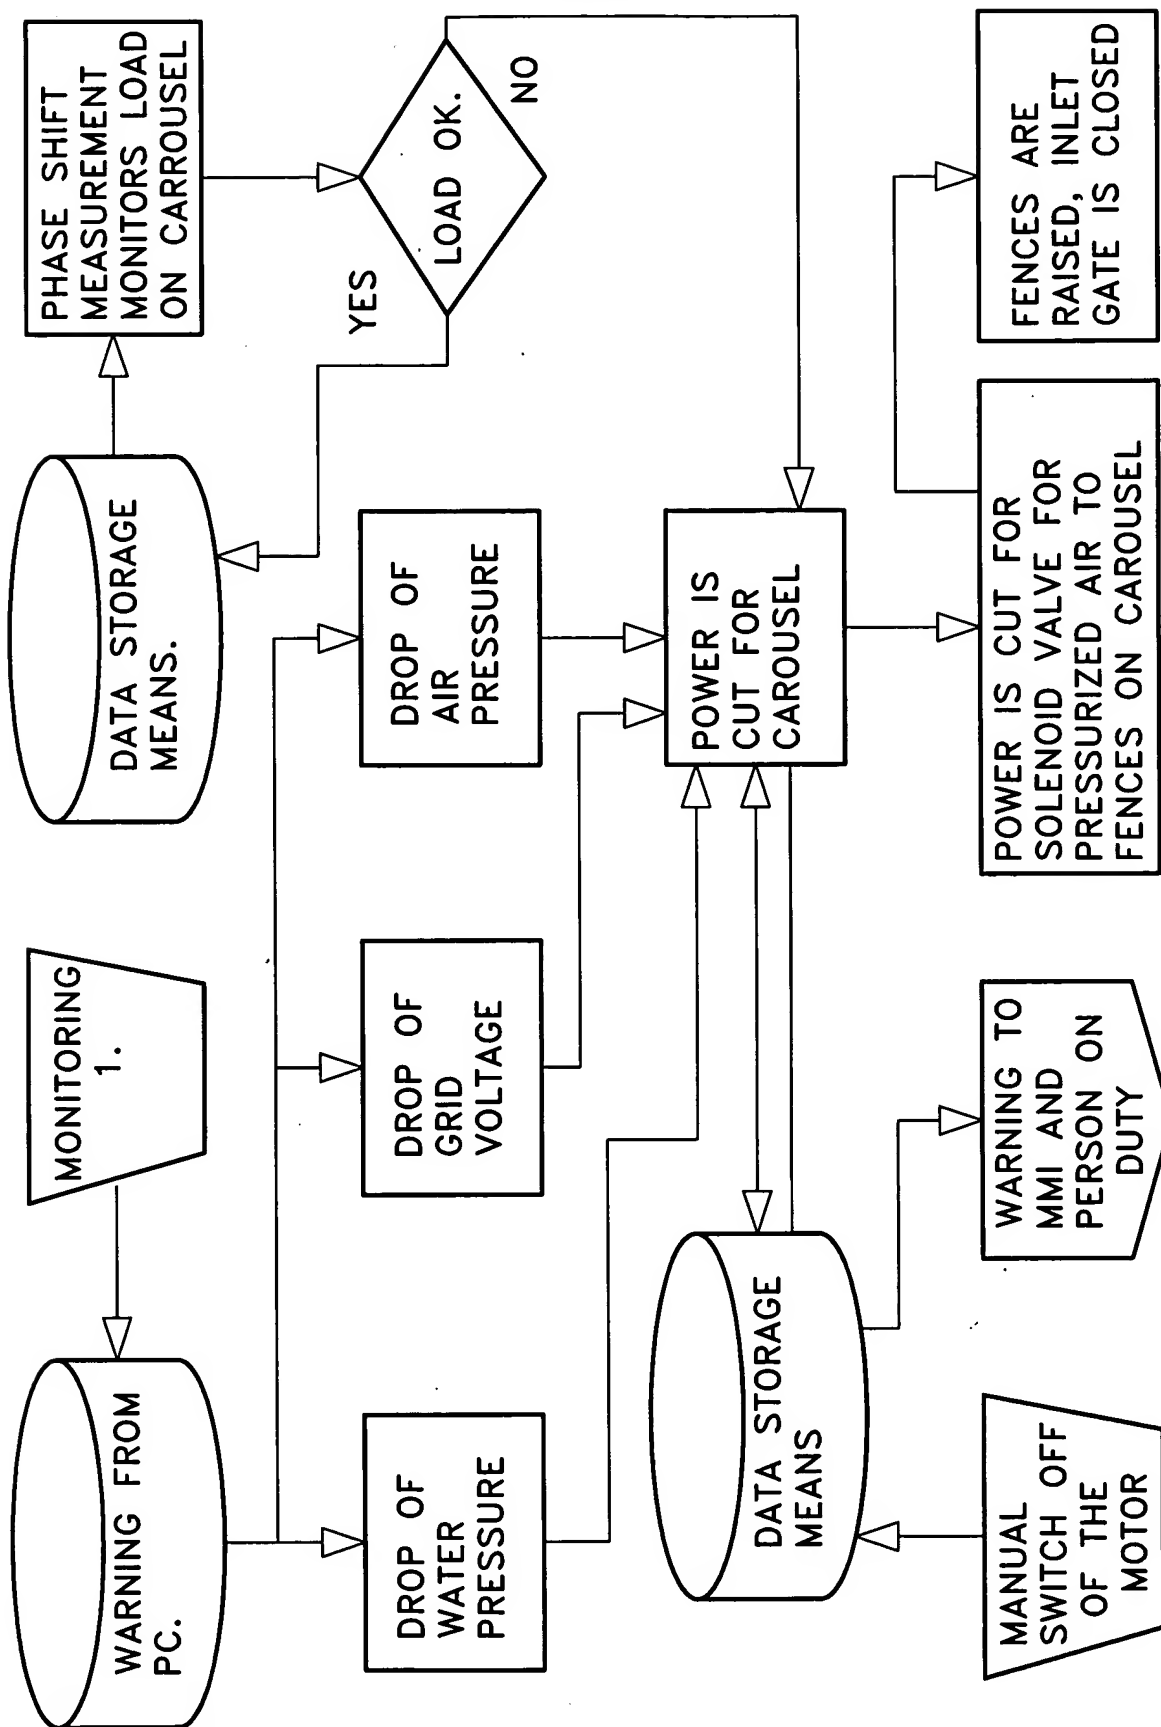 WARNING FROM
PC.
MONITORING
1.
DATA STORAGE
MEANS.
PHASE SHIFT
MEASUREMENT
MONITORS LOAD
ON CARROUSEL
DROP OF
WATER
PRESSURE
DROP OF
GRID
VOLTAGE
DROP OF
AIR
PRESSURE
YES
LOAD OK.
NO
DATA STORAGE
MEANS
POWER IS
CUT FOR
CAROUSEL
MANUAL
SWITCH OFF
OF THE
MOTOR
WARNING TO
MMI AND
PERSON ON
DUTY
POWER IS CUT FOR
SOLENOID VALVE FOR
PRESSURIZED AIR TO
FENCES ON CAROUSEL
FENCES ARE
RAISED, INLET
GATE IS CLOSED